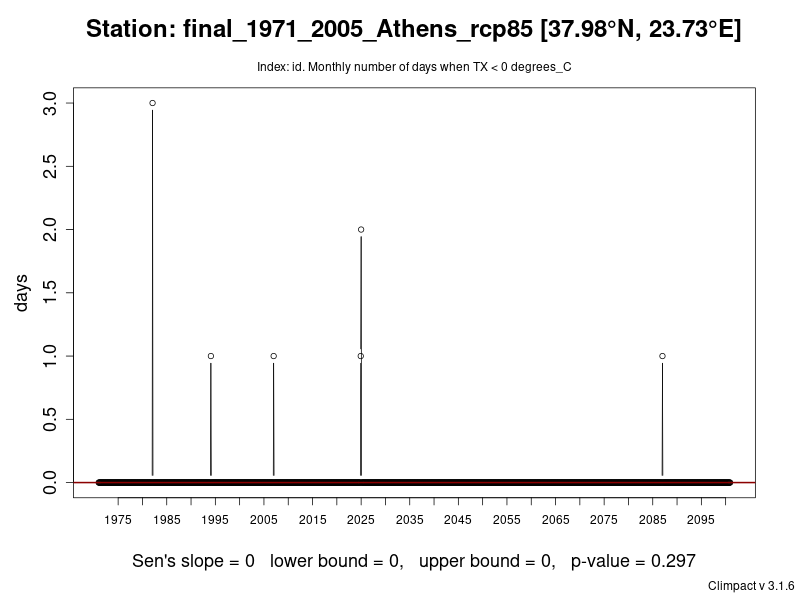 Station: final_1971_2005_Athens_rcp85 [37.98°N, 23.73°E]
Index: id. Monthly number of days when TX < 0 degrees_C
days
3.0
2.5
2.0
1.5
1.0
0.5
0.0
1975 1985 1995 2005 2015 2025 2035 2045 2055 2065 2075 2085 2095
Sen's slope = 0 lower bound = 0, upper bound = 0, p-value = 0.297
Climpact v 3.1.6